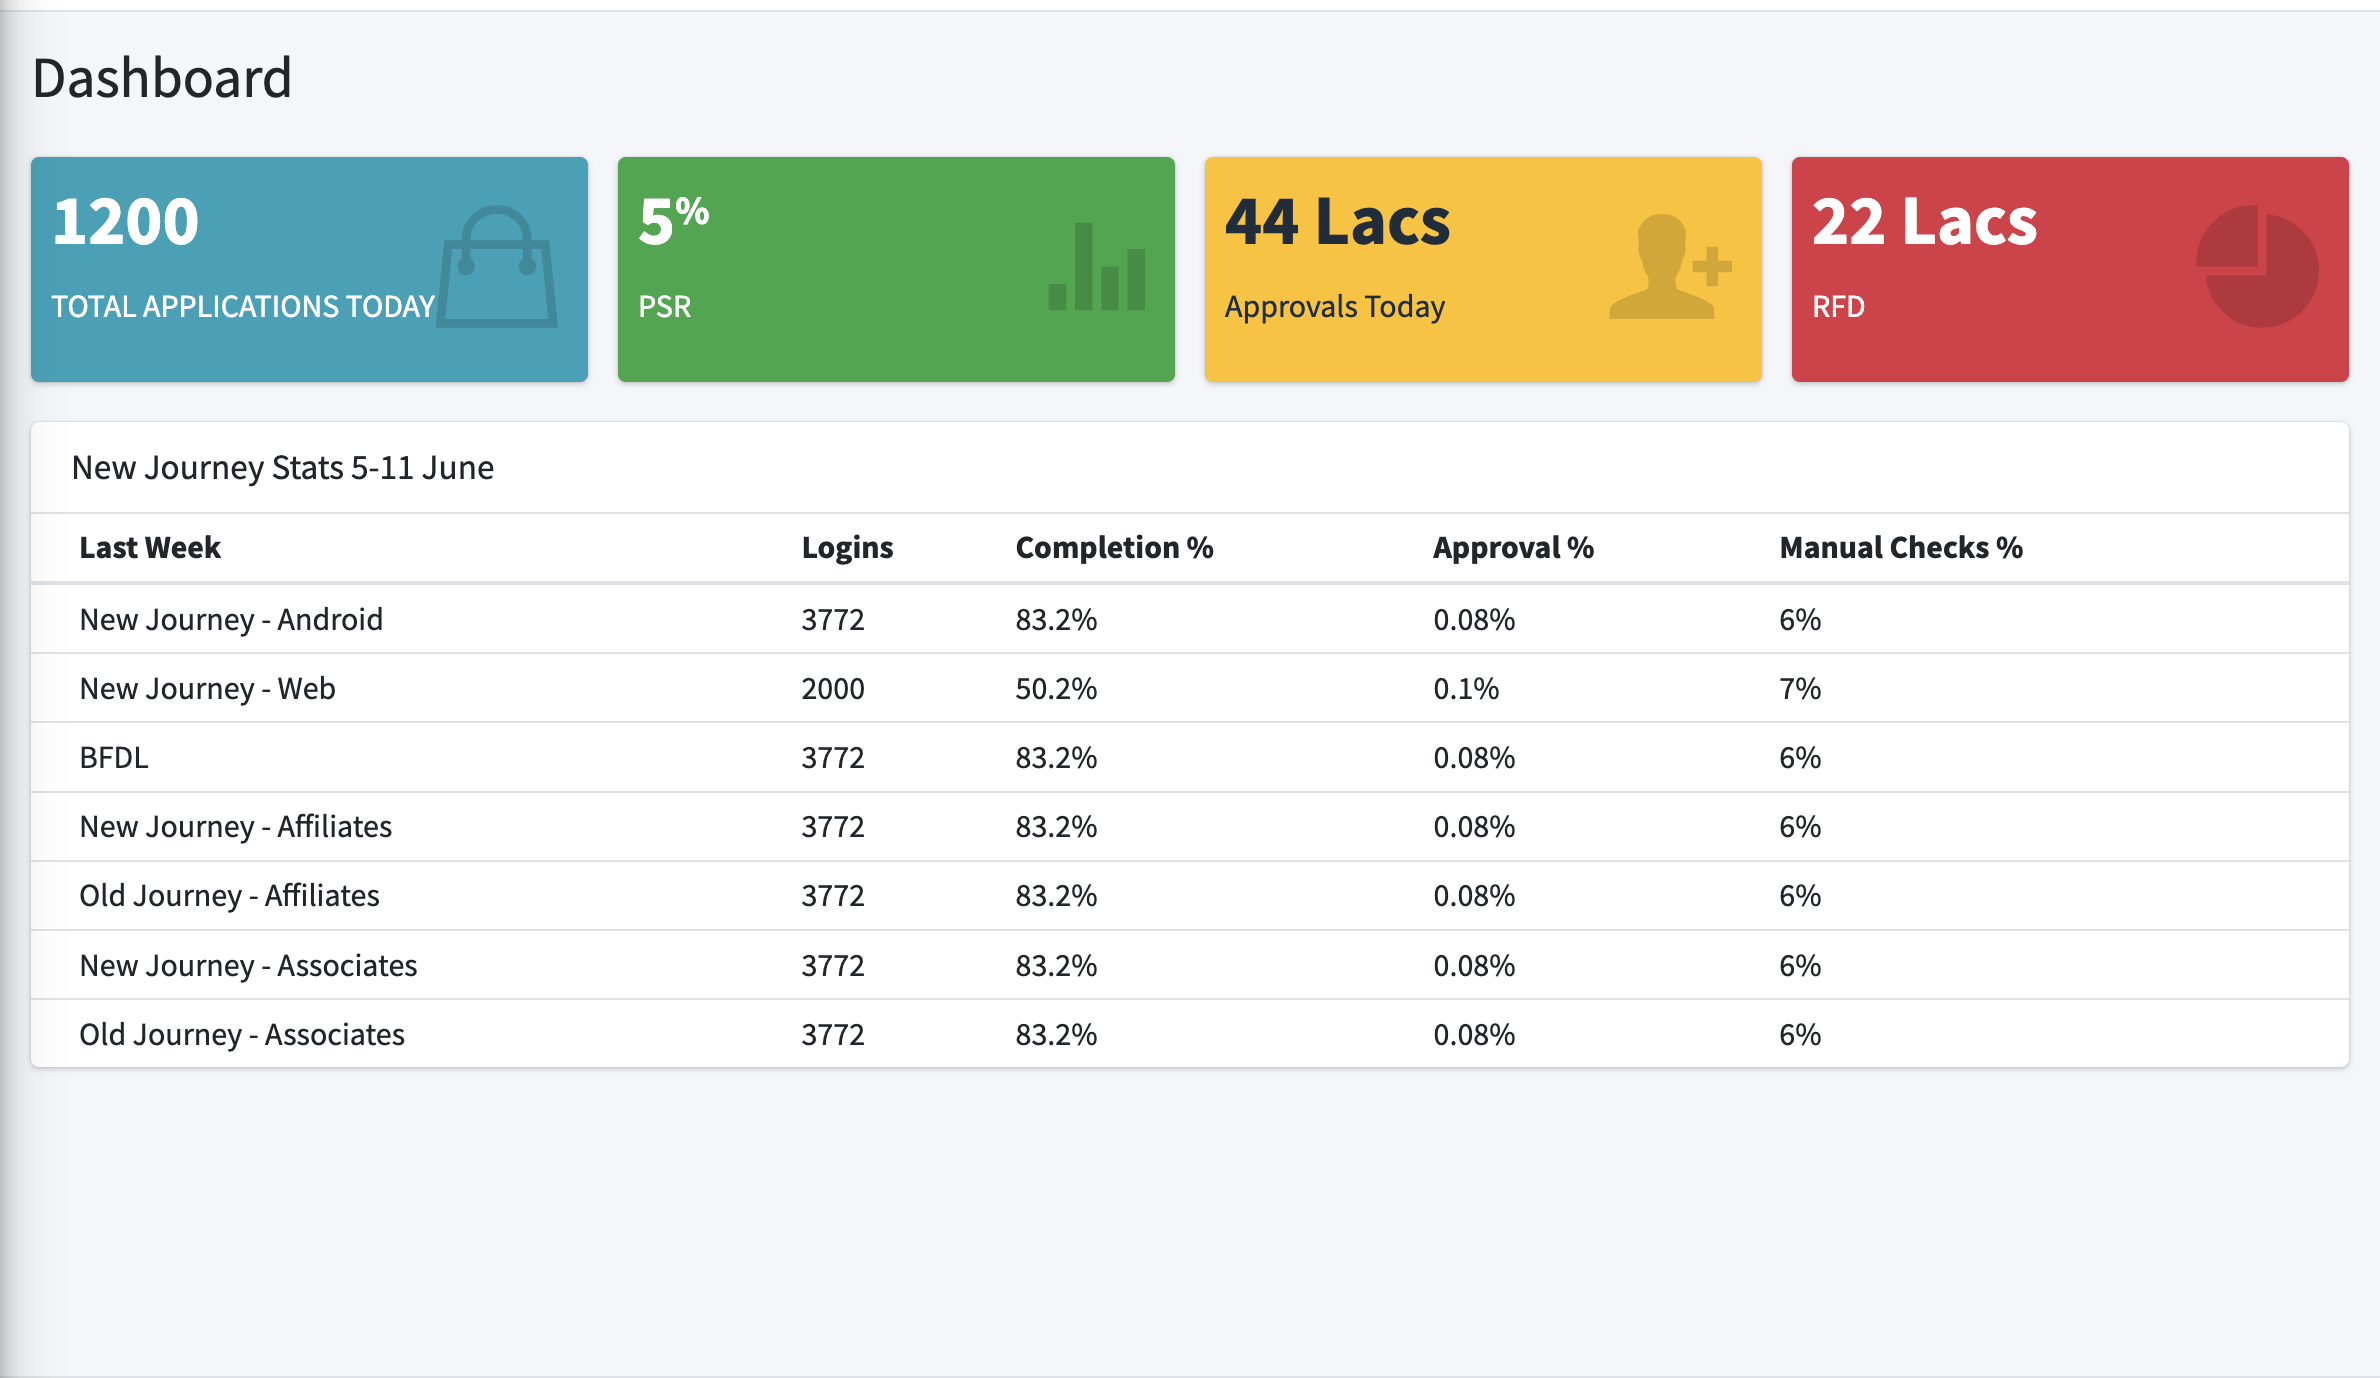 Dashboard
1200
TOTAL APPLICATIONS TODAY
5%
PSR
44 Lacs
Approvals Today
22 Lacs
RFD
New Journey Stats 5-11 June
Last Week Logins Completion % Approval % Manual Checks %
New Journey - Android 3772 83.2% 0.08% 6%
New Journey - Web 2000 50.2% 0.1% 7%
BFDL 3772 83.2% 0.08% 6%
New Journey - Affiliates 3772 83.2% 0.08% 6%
Old Journey - Affiliates 3772 83.2% 0.08% 6%
New Journey - Associates 3772 83.2% 0.08% 6%
Old Journey - Associates 3772 83.2% 0.08% 6%